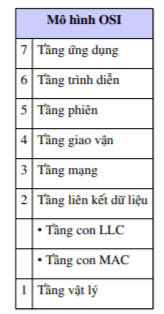 Mô hình OSI
7 Tầng ứng dụng
6 Tầng trình diễn
5 Tầng phiên
4 Tầng giao vận
3 Tầng mạng
2 Tầng liên kết dữ liệu
• Tầng con LLC
• Tầng con MAC
1 Tầng vật lý